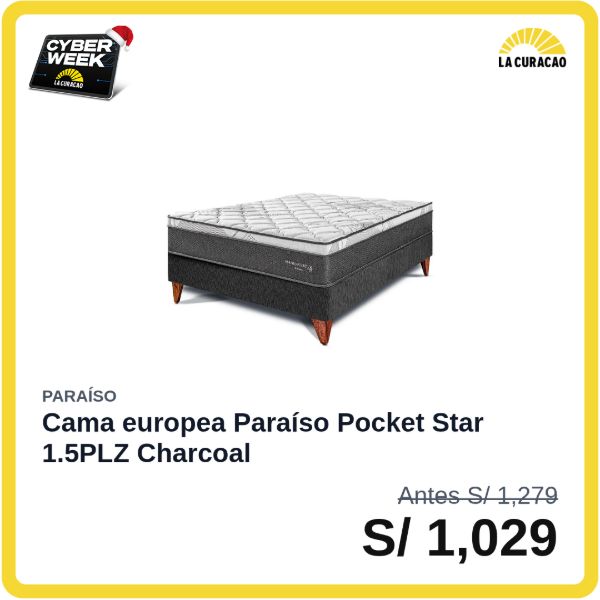 CYBER
WEEK
LA CURACAO
LA CURACAO
PARAÍSO
Cama europea Paraíso Pocket Star
1.5PLZ Charcoal
Antes S/ 1,279
S/ 1,029